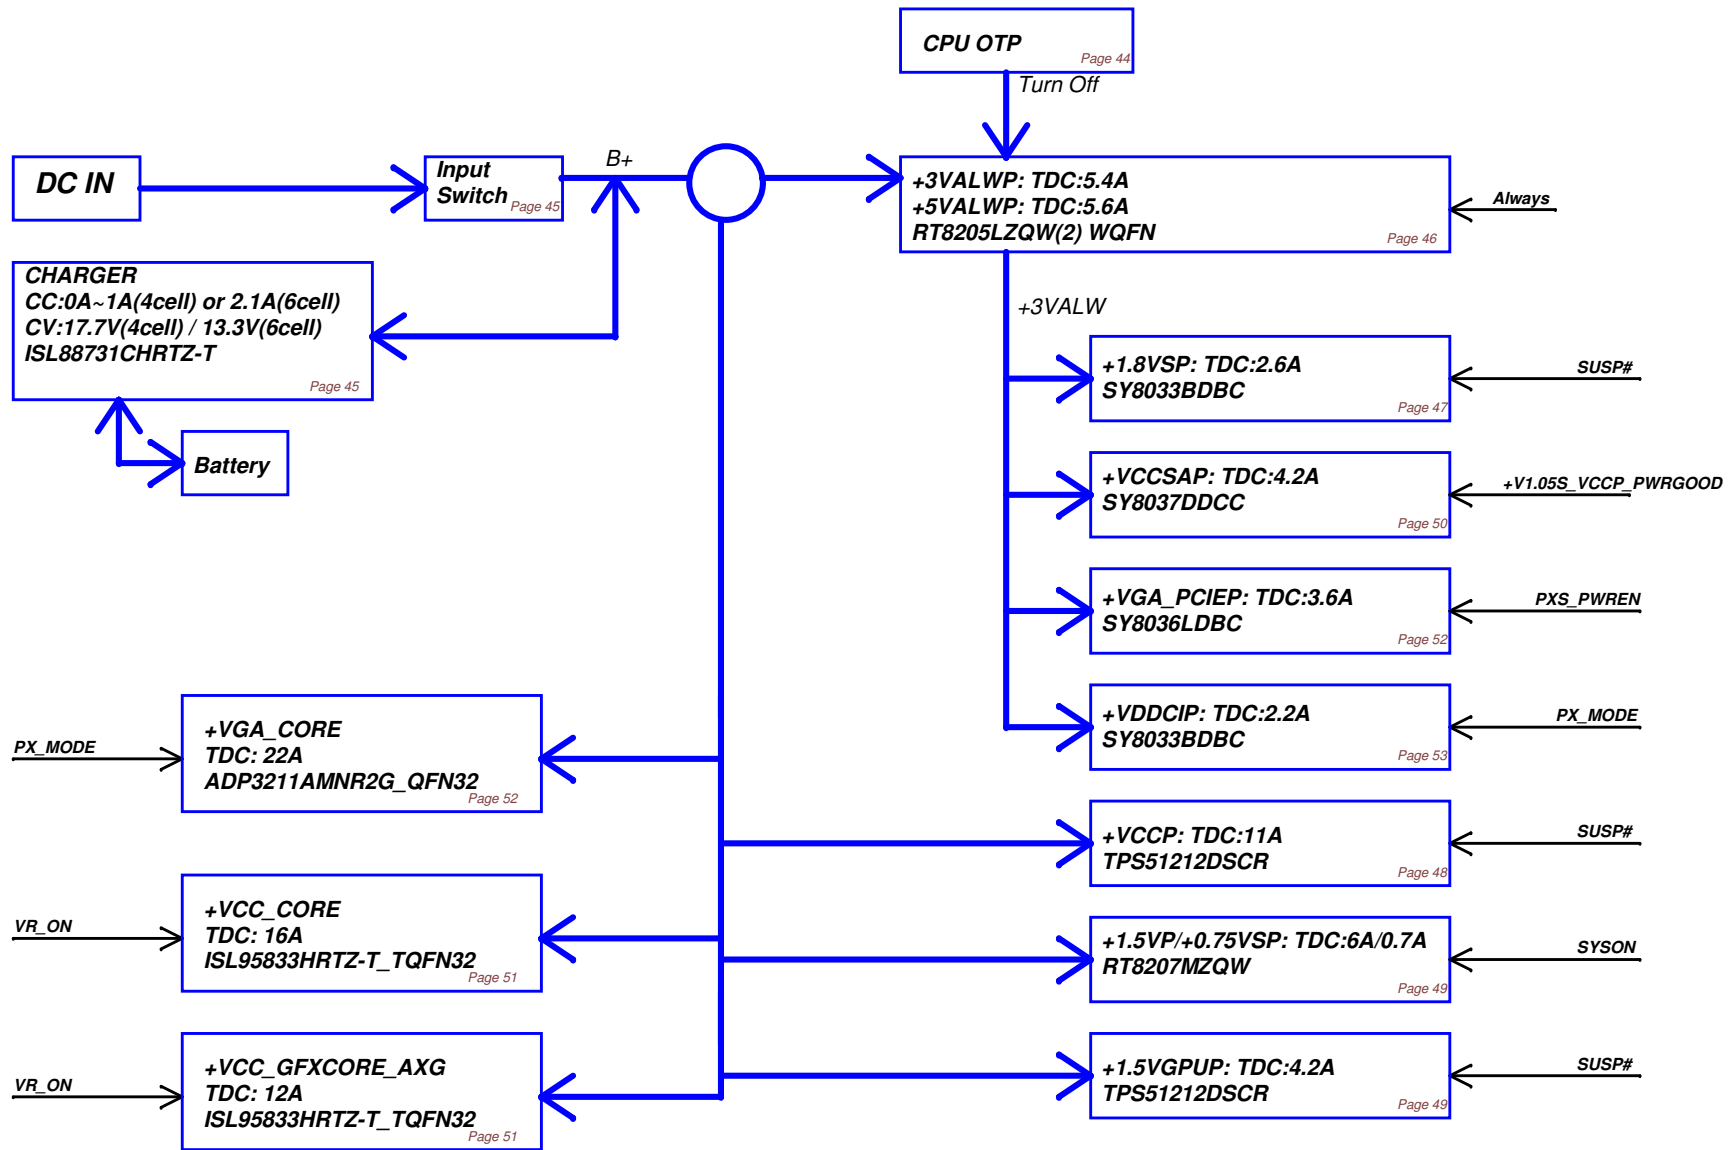 CPU OTP
Page 44
Turn Off
DC IN
Input
Switch
Page 45
B+
+3VALWP: TDC:5.4A
+5VALWP: TDC:5.6A
RT8205LZQW(2) WQFN
Page 46
Always
CHARGER
CC:0A~1A(4cell) or 2.1A(6cell)
CV:17.7V(4cell) / 13.3V(6cell)
ISL88731CHRTZ-T
Page 45
Battery
+3VALW
+1.8VSP: TDC:2.6A
SY8033BDBC
Page 47
SUSP#
+VCCSAP: TDC:4.2A
SY8037DDCC
Page 50
+V1.05S_VCCP_PWRGOOD
+VGA_PCIEP: TDC:3.6A
SY8036LDBC
Page 52
PXS_PWREN
+VDDCIP: TDC:2.2A
SY8033BDBC
Page 53
PX_MODE
PX_MODE
+VGA_CORE
TDC: 22A
ADP3211AMNR2G_QFN32
Page 52
+VCCP: TDC:11A
TPS51212DSCR
Page 48
SUSP#
VR_ON
+VCC_CORE
TDC: 16A
ISL95833HRTZ-T_TQFN32
Page 51
+1.5VP/+0.75VSP: TDC:6A/0.7A
RT8207MZQW
Page 49
SYSON
VR_ON
+VCC_GFXCORE_AXG
TDC: 12A
ISL95833HRTZ-T_TQFN32
Page 51
+1.5VGPUP: TDC:4.2A
TPS51212DSCR
Page 49
SUSP#